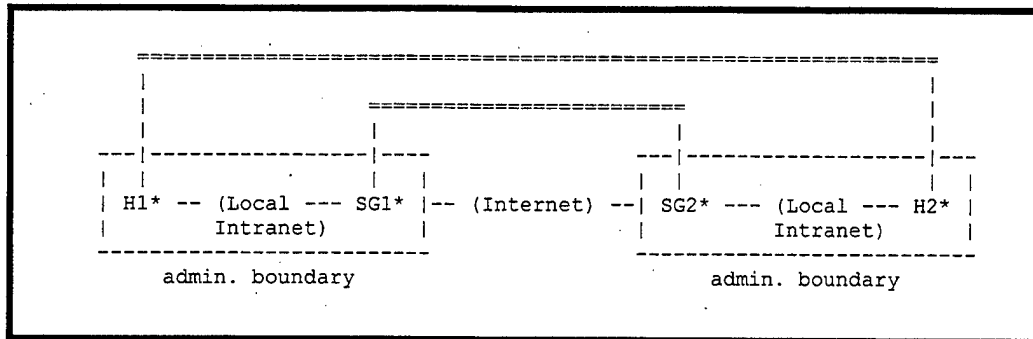 H1* -- (Local --- SG1* |-- (Internet) --| SG2* --- (Local --- H2*
Intranet) Intranet)
admin. boundary admin. boundary